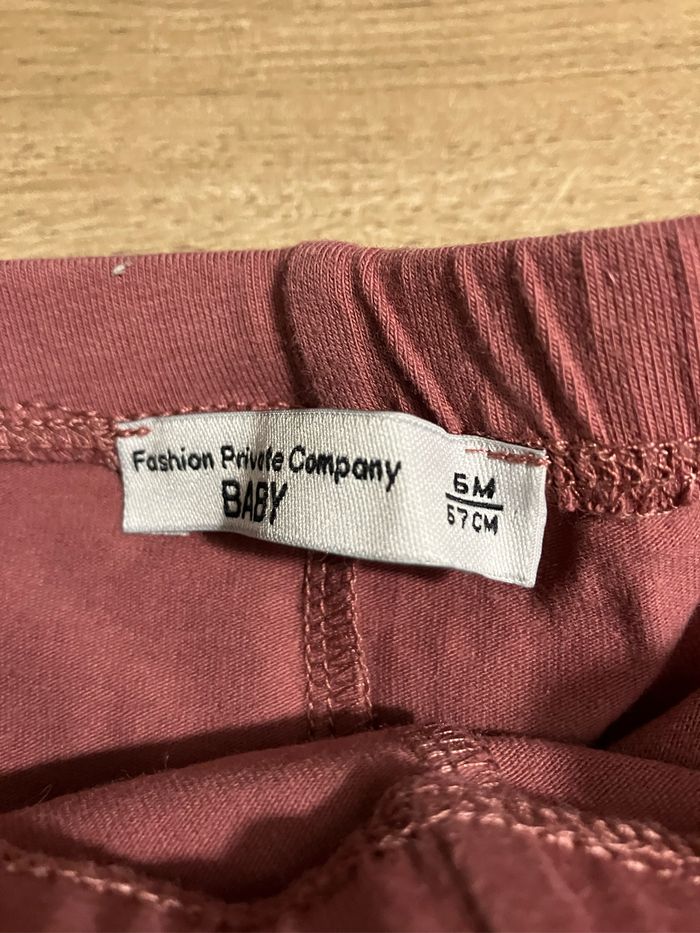 Fashion Private Company
BABY
6M
67CM